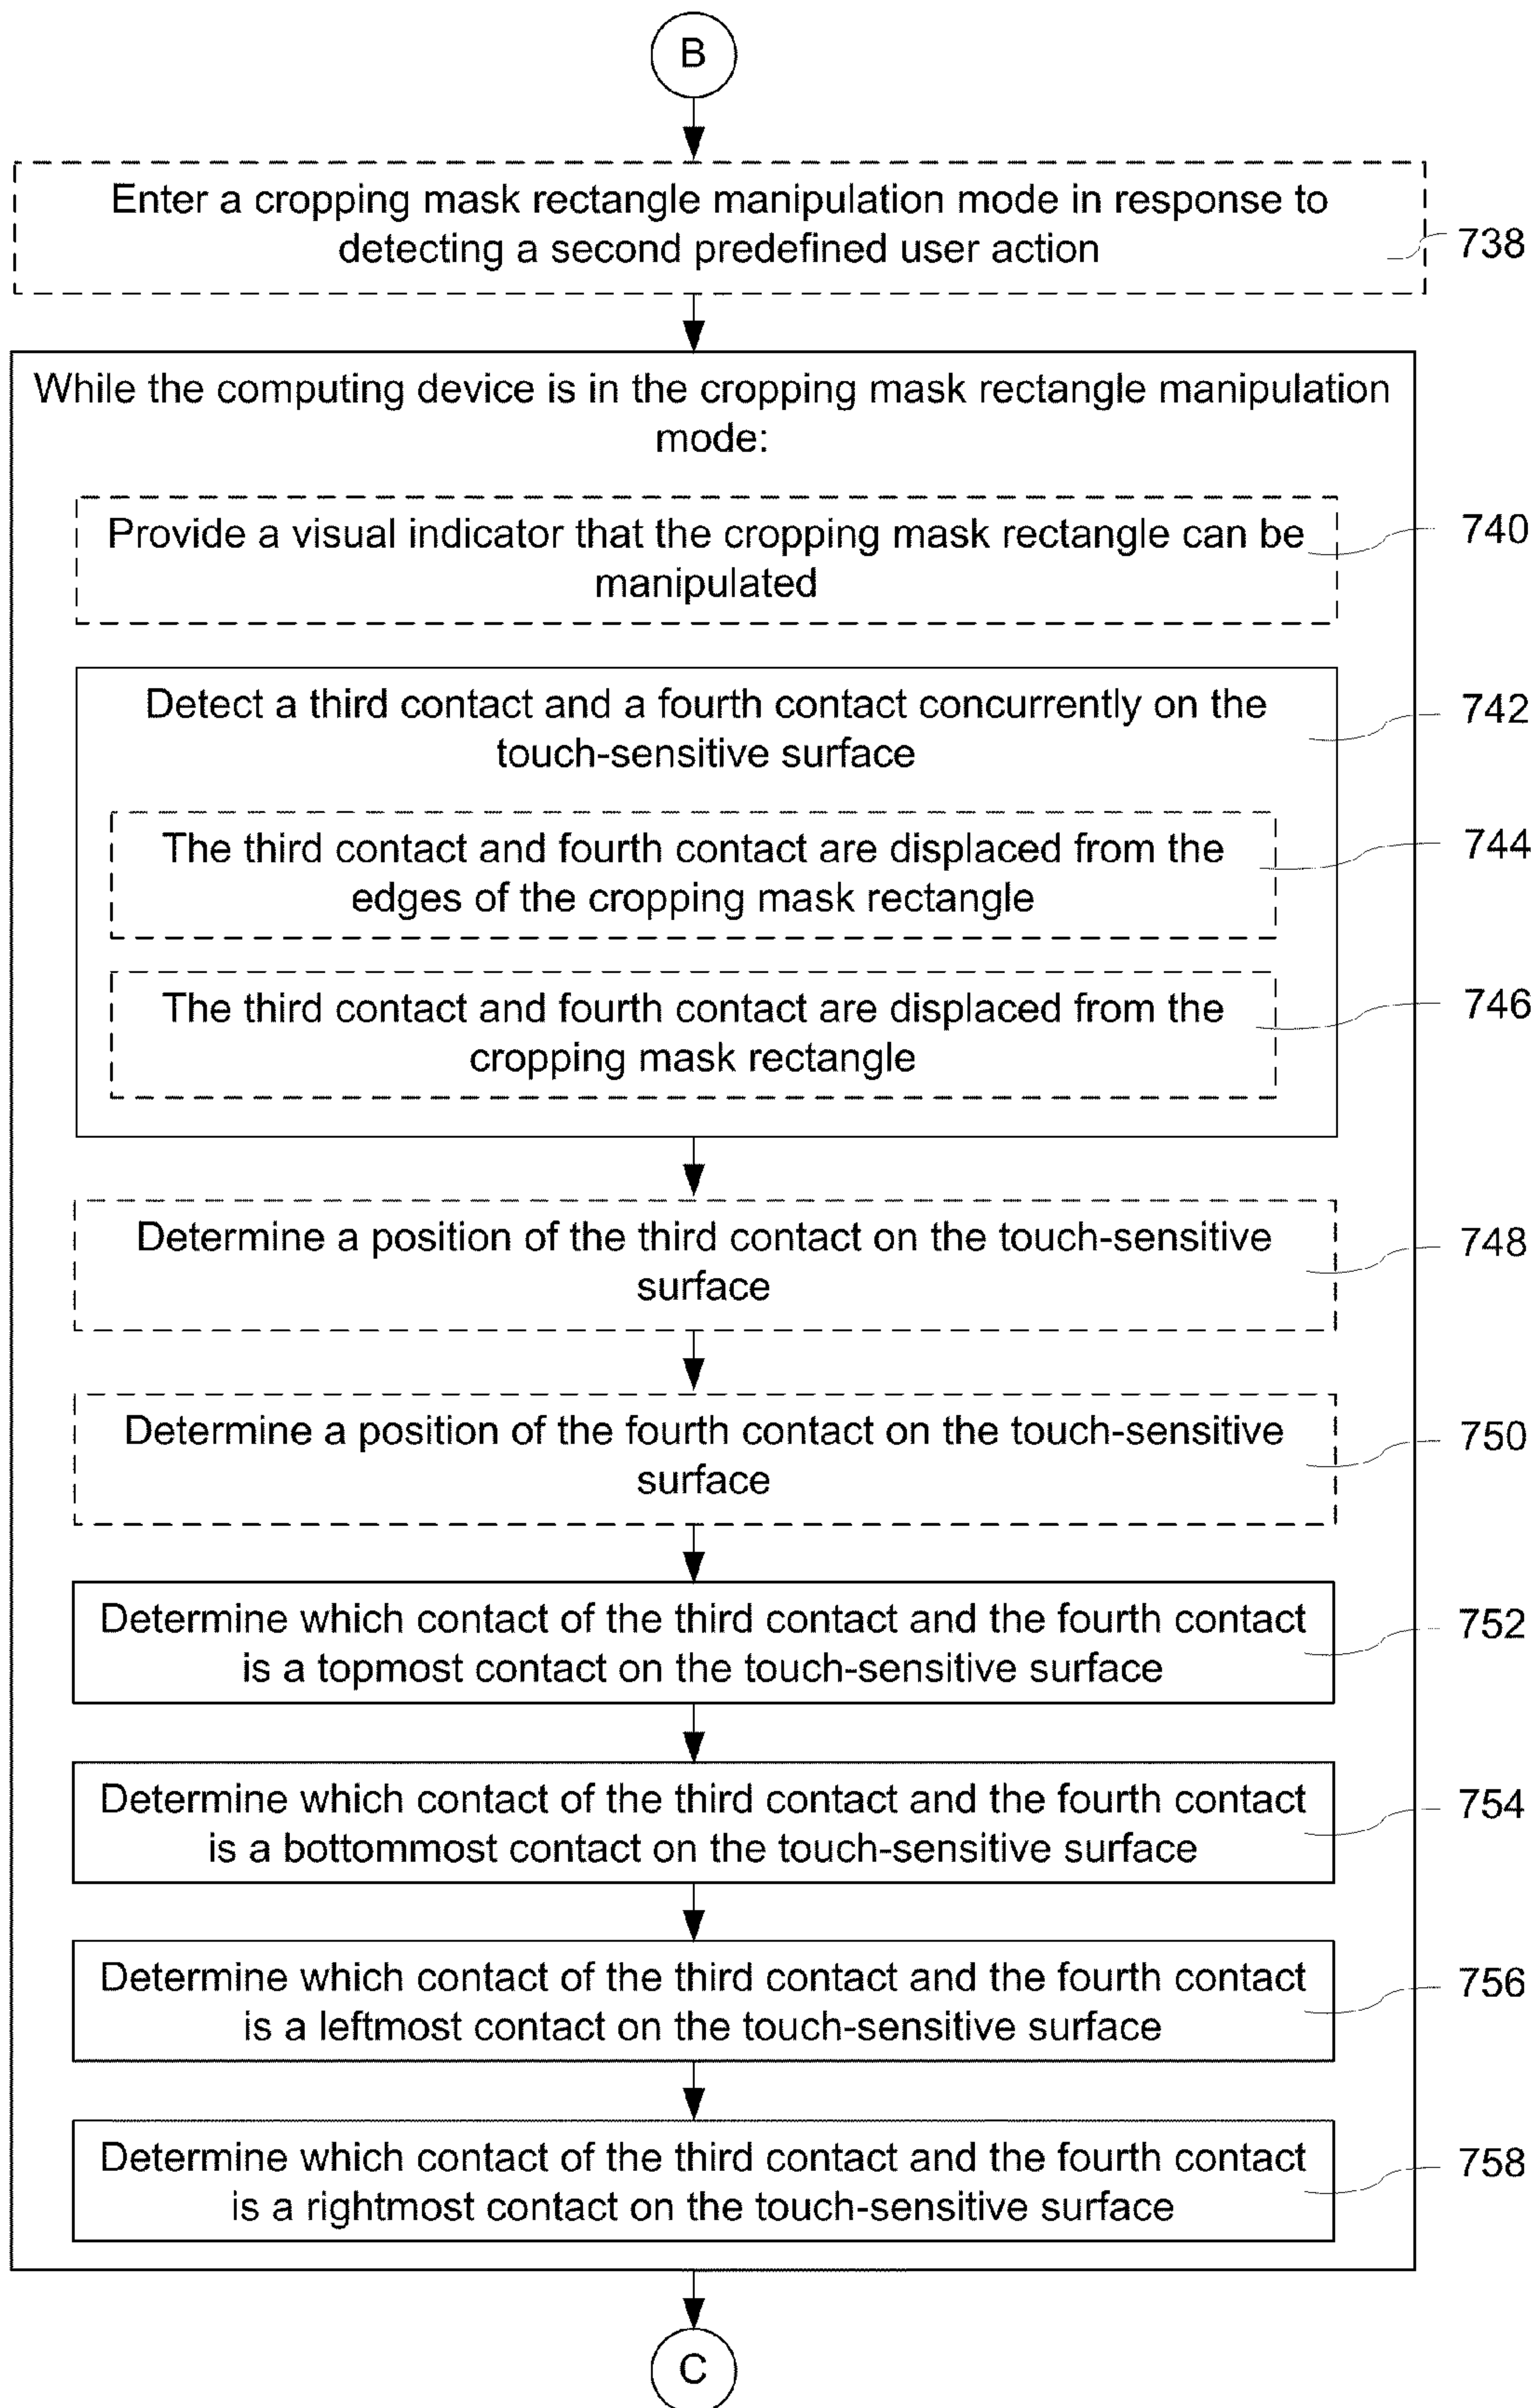 B
Enter a cropping mask rectangle manipulation mode in response to
detecting a second predefined user action
738
While the computing device is in the cropping mask rectangle manipulation
mode:
Provide a visual indicator that the cropping mask rectangle can be
manipulated
740
Detect a third contact and a fourth contact concurrently on the
touch-sensitive surface
742
The third contact and fourth contact are displaced from the
edges of the cropping mask rectangle
744
The third contact and fourth contact are displaced from the
cropping mask rectangle
746
Determine a position of the third contact on the touch-sensitive
surface
748
Determine a position of the fourth contact on the touch-sensitive
surface
750
Determine which contact of the third contact and the fourth contact
is a topmost contact on the touch-sensitive surface
752
Determine which contact of the third contact and the fourth contact
is a bottommost contact on the touch-sensitive surface
754
Determine which contact of the third contact and the fourth contact
is a leftmost contact on the touch-sensitive surface
756
Determine which contact of the third contact and the fourth contact
is a rightmost contact on the touch-sensitive surface
758
C